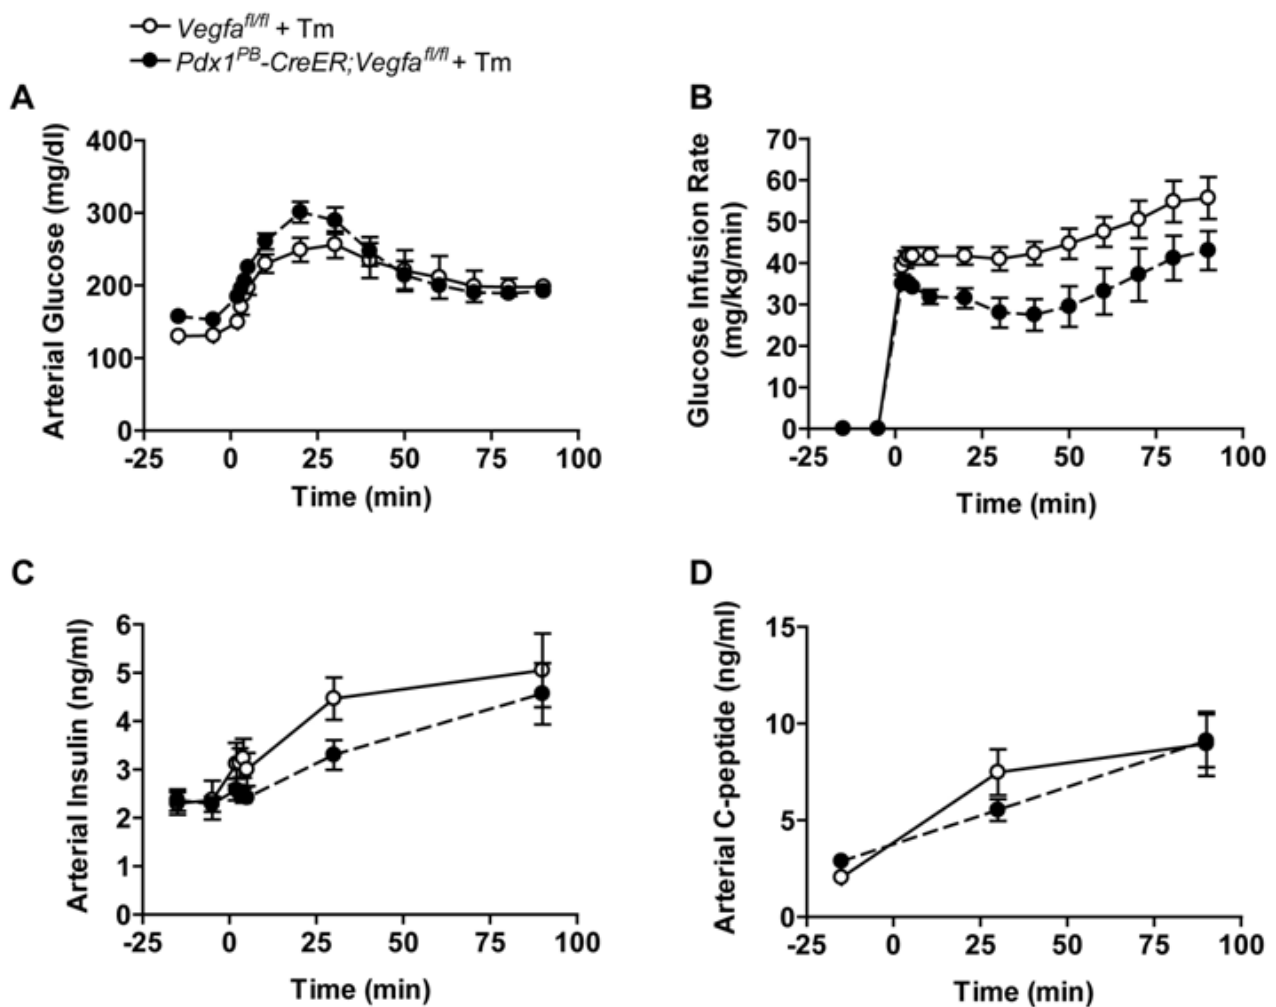 Vegfa^fl/fl + Tm
Pdx1^PB-CreER;Vegfa^fl/fl + Tm
A
Arterial Glucose (mg/dl)
400
300
200
100
0
-25 0 25 50 75 100
Time (min)
B
Glucose Infusion Rate
(mg/kg/min)
70
60
50
40
30
20
10
0
-25 0 25 50 75 100
Time (min)
C
Arterial Insulin (ng/ml)
6
5
4
3
2
1
0
-25 0 25 50 75 100
Time (min)
D
Arterial C-peptide (ng/ml)
15
10
5
0
-25 0 25 50 75 100
Time (min)